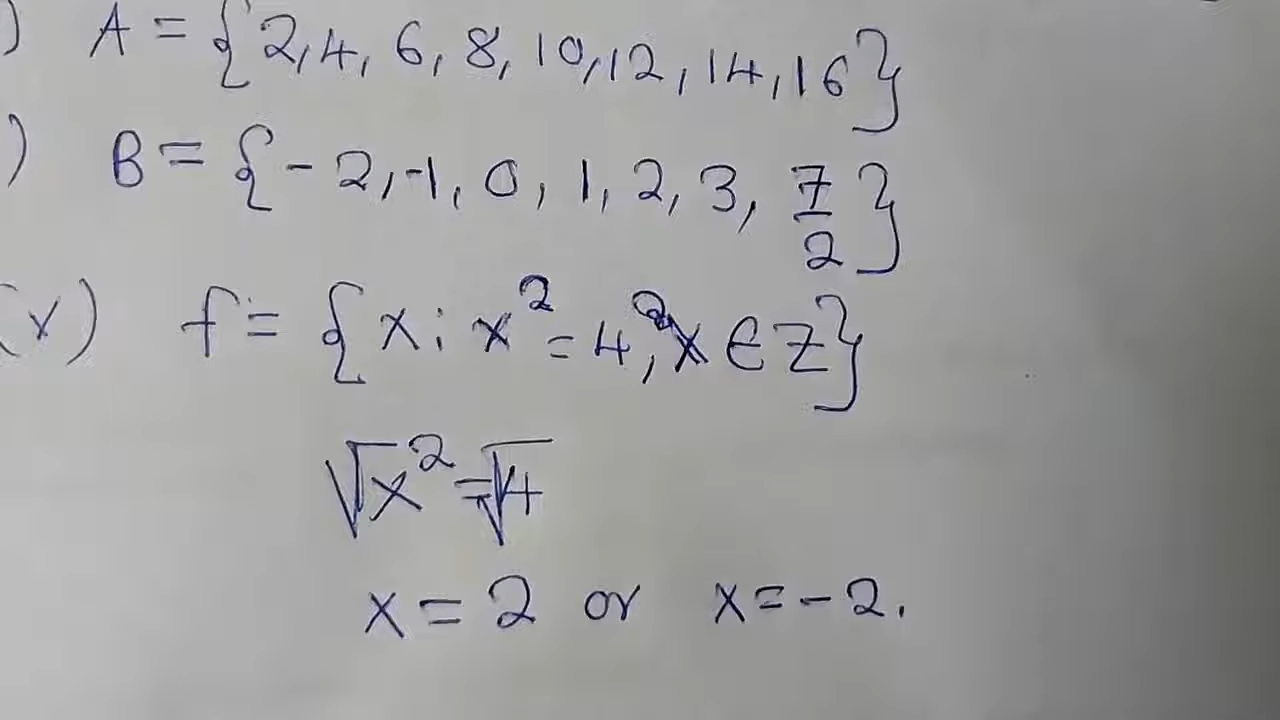 ) A = {2, 4, 6, 8, 10, 12, 14, 16}
) B = {-2, -1, 0, 1, 2, 3, 7/2}
(v) f = {x : x² = 4, x ∈ Z}
√x² = √4
x = 2 or x = -2.